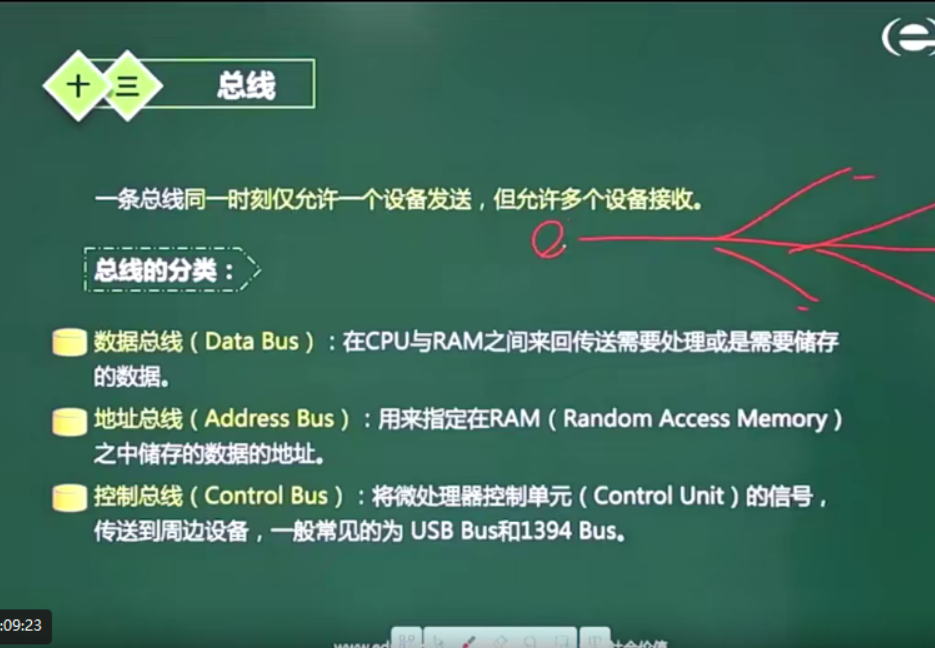 十三 总线
一条总线同一时刻仅允许一个设备发送，但允许多个设备接收。
总线的分类：
数据总线（Data Bus）：在CPU与RAM之间来回传送需要处理或是需要储存
的数据。
地址总线（Address Bus）：用来指定在RAM（Random Access Memory）
之中储存的数据的地址。
控制总线（Control Bus）：将微处理器控制单元（Control Unit）的信号，
传送到周边设备，一般常见的为 USB Bus和1394 Bus。
:09:23